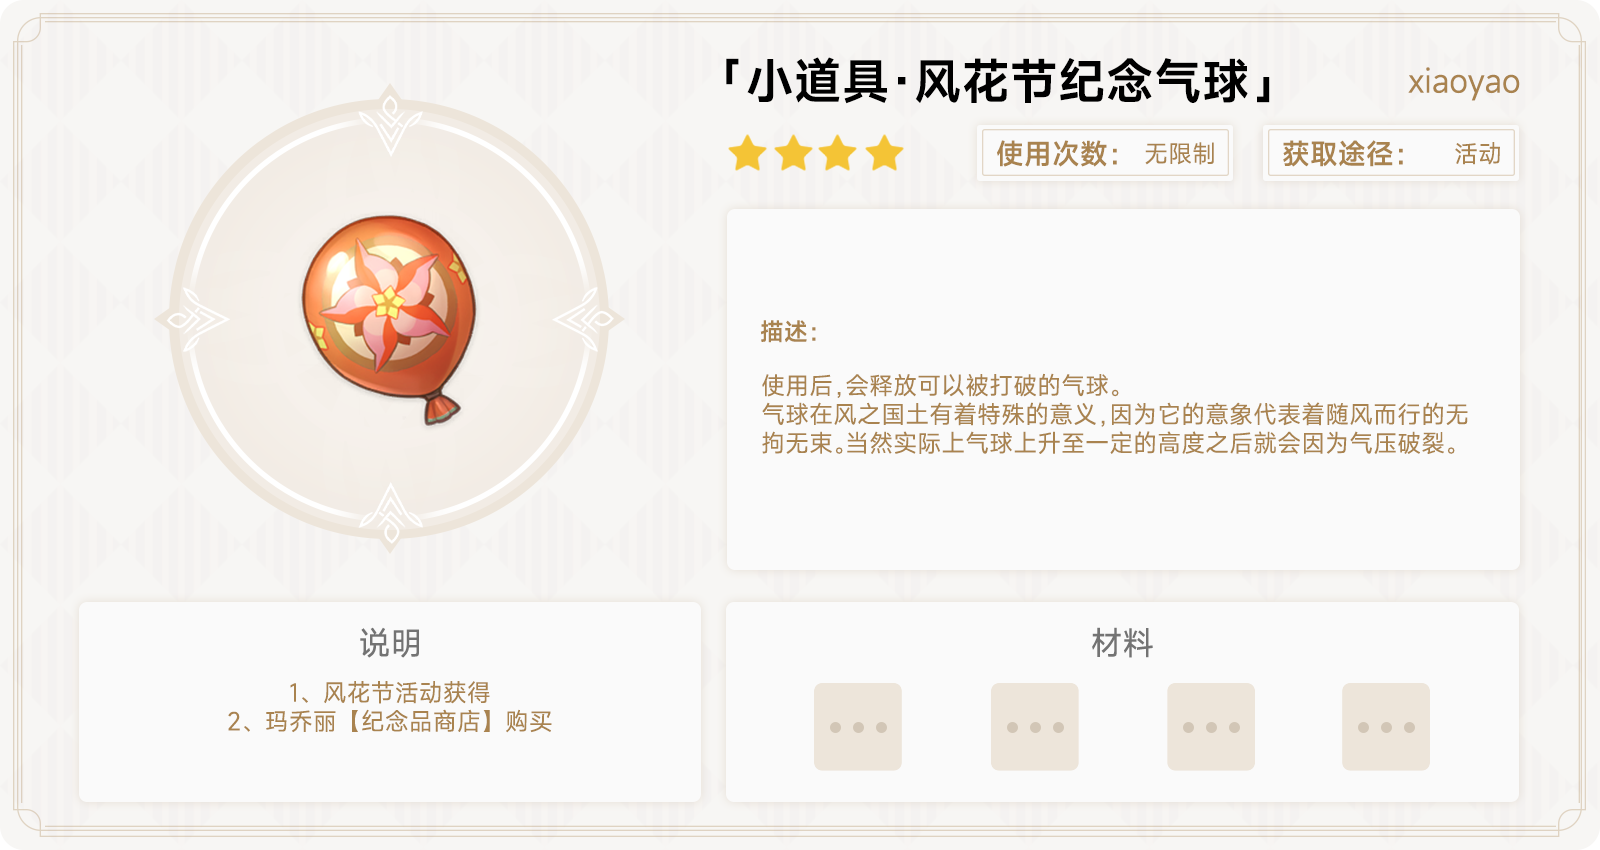 「小道具·风花节纪念气球」
xiaoyao
使用次数： 无限制
获取途径： 活动
描述：
使用后,会释放可以被打破的气球。
气球在风之国土有着特殊的意义,因为它的意象代表着随风而行的无
拘无束。当然实际上气球上升至一定的高度之后就会因为气压破裂。
说明
1、风花节活动获得
2、玛乔丽【纪念品商店】购买
材料